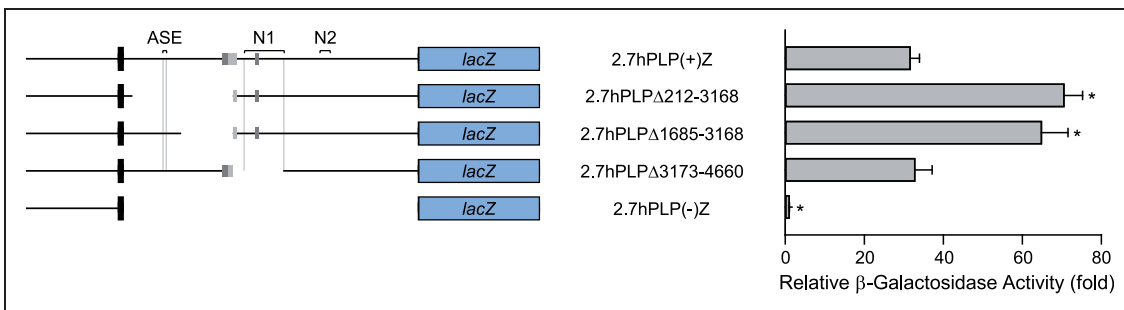 ASE N1 N2
lacZ 2.7hPLP(+)Z
lacZ 2.7hPLPΔ212-3168 *
lacZ 2.7hPLPΔ1685-3168 *
lacZ 2.7hPLPΔ3173-4660
lacZ 2.7hPLP(-)Z *
0 20 40 60 80
Relative β-Galactosidase Activity (fold)